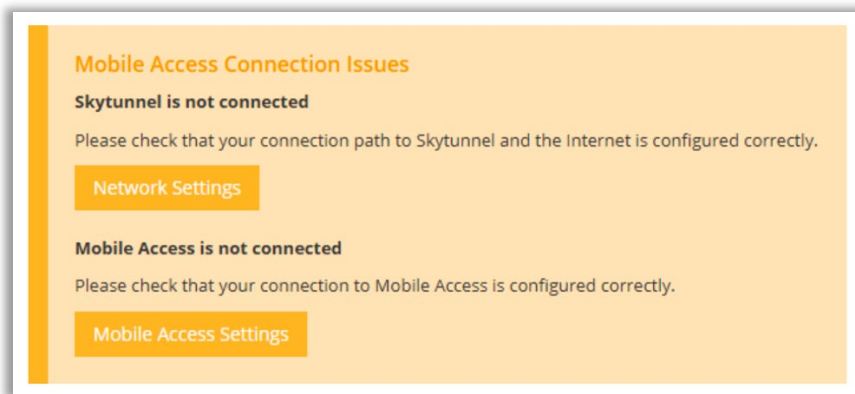 Mobile Access Connection Issues
Skytunnel is not connected
Please check that your connection path to Skytunnel and the Internet is configured correctly.
Network Settings
Mobile Access is not connected
Please check that your connection to Mobile Access is configured correctly.
Mobile Access Settings